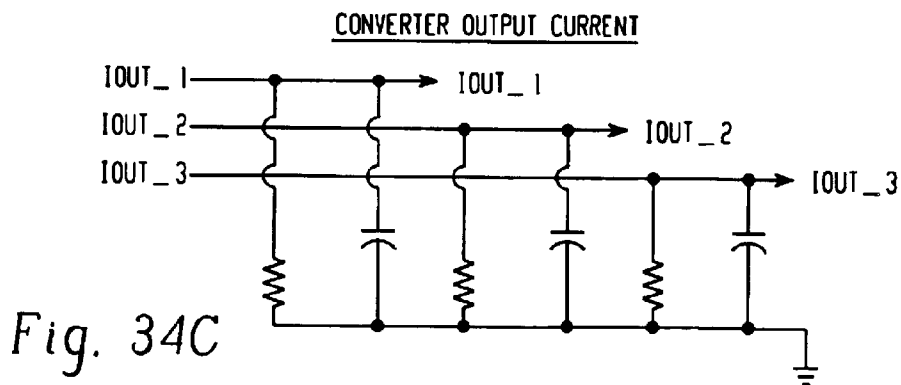 CONVERTER OUTPUT CURRENT
IOUT_1 IOUT_1
IOUT_2 IOUT_2
IOUT_3 IOUT_3
Fig. 34C